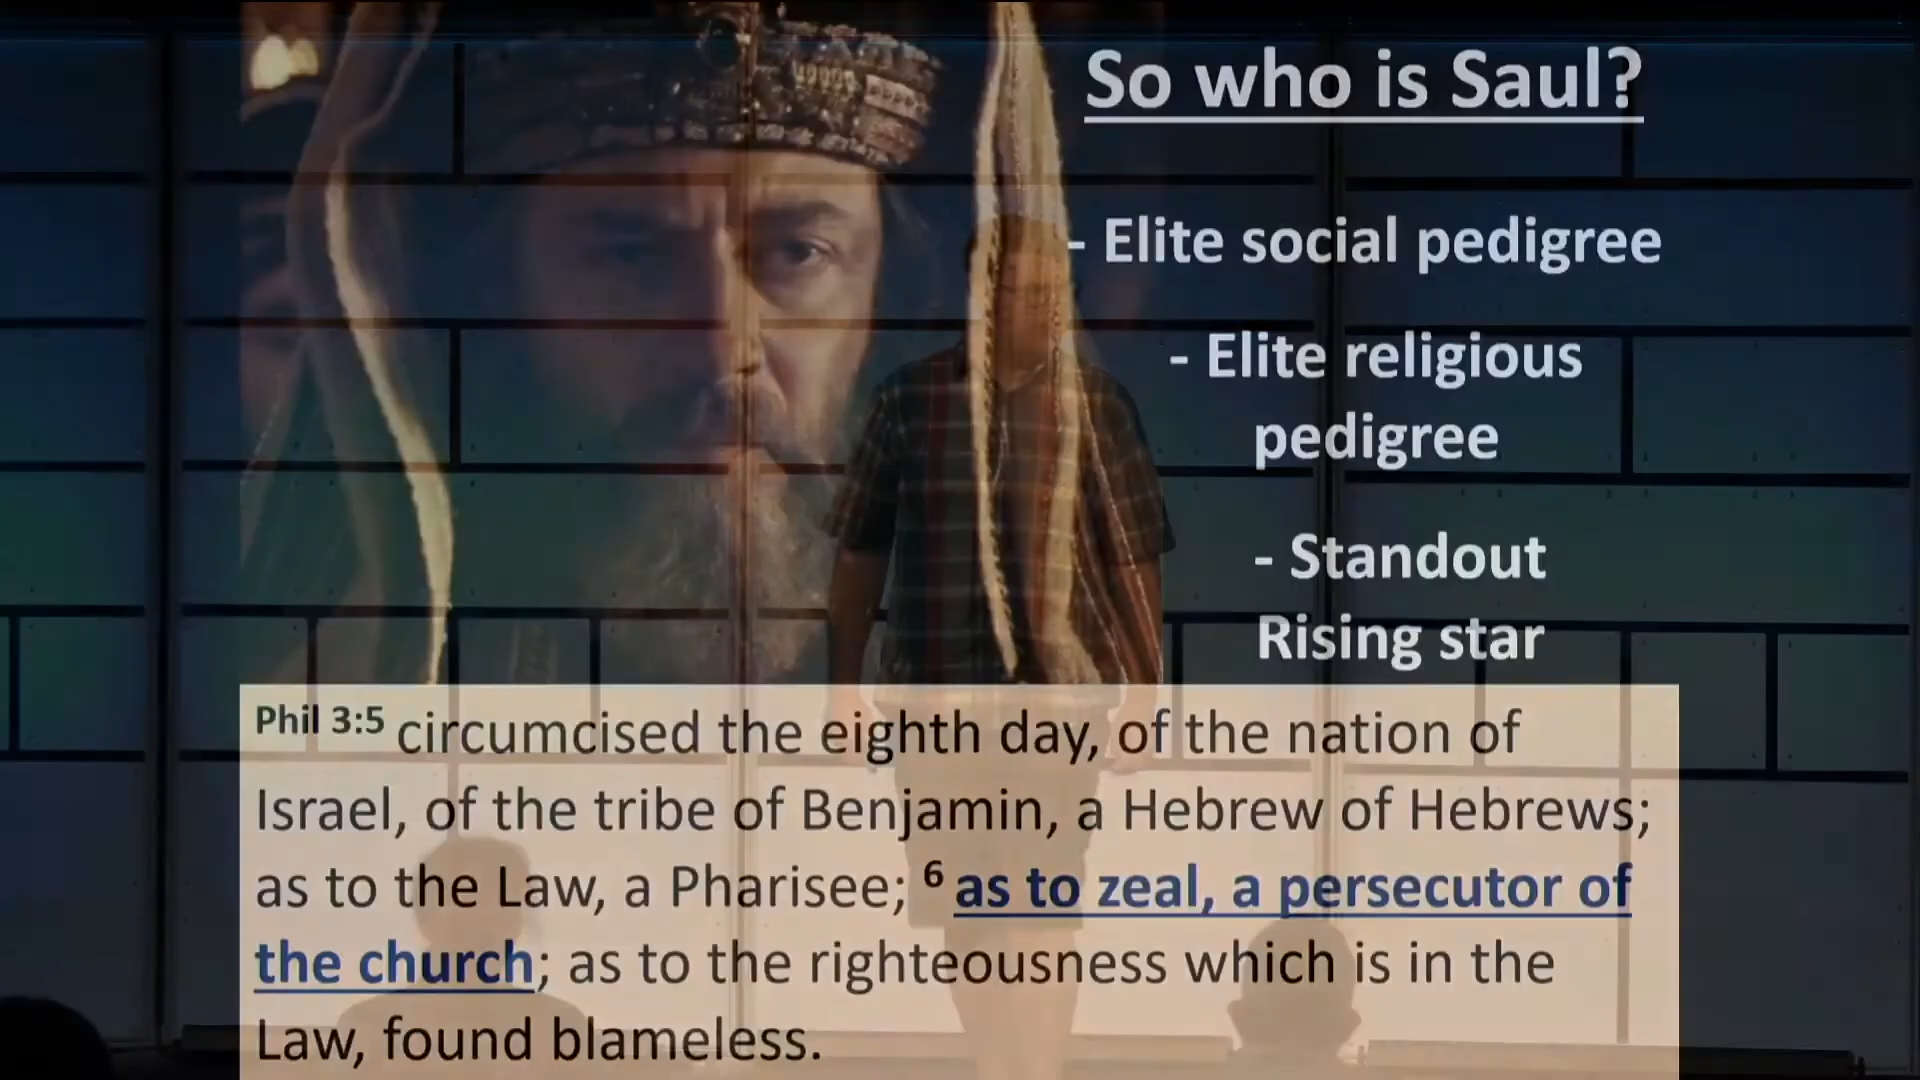 So who is Saul?
- Elite social pedigree
- Elite religious
pedigree
- Standout
Rising star
Phil 3:5 circumcised the eighth day, of the nation of
Israel, of the tribe of Benjamin, a Hebrew of Hebrews;
as to the Law, a Pharisee; 6 as to zeal, a persecutor of
the church; as to the righteousness which is in the
Law, found blameless.